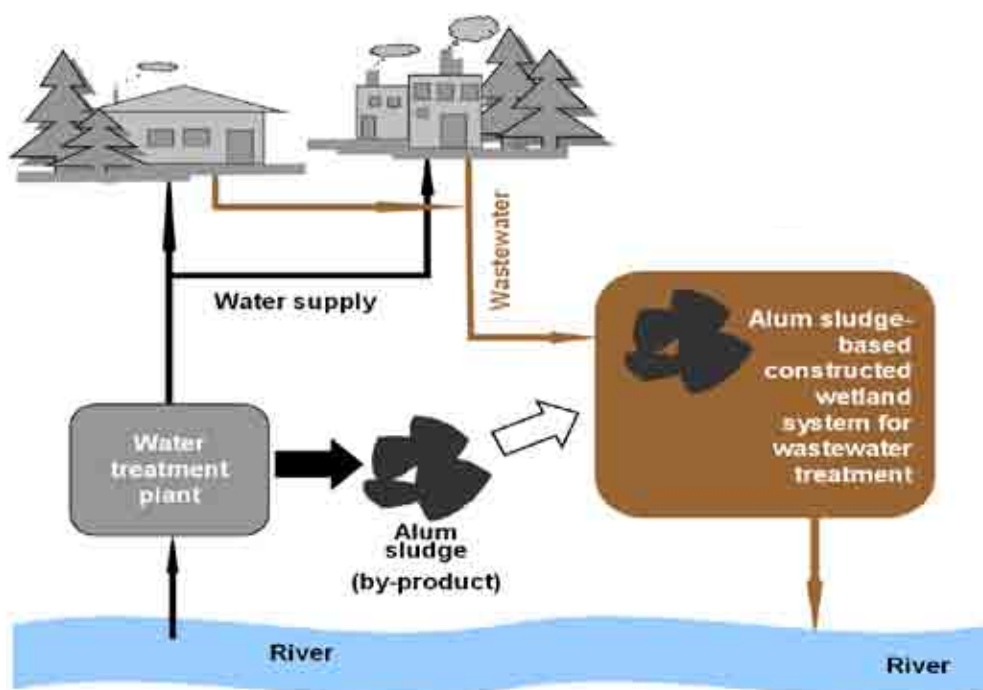 Wastewater
Water supply
Alum sludge-
based
constructed
wetland
system for
wastewater
treatment
Water
treatment
plant
Alum
sludge
(by-product)
River
River